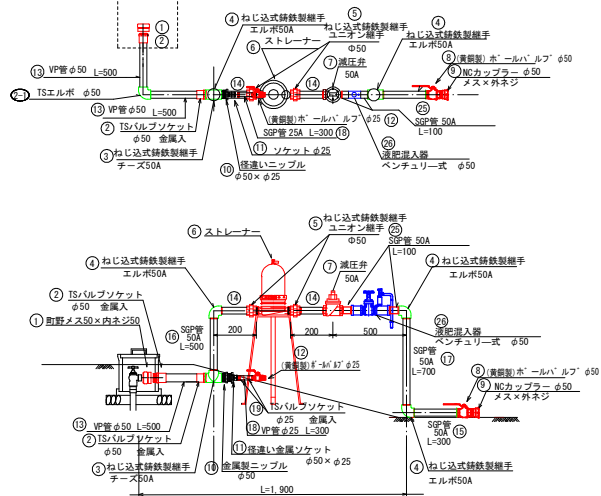 ①
②
④ ねじ込式鋳鉄製継手
エルボ50A
⑥ ストレーナー
⑤
ねじ込式鋳鉄製継手
ユニオン継手
Φ50
⑦ 減圧弁
50A
④
ねじ込式鋳鉄製継手
エルボ50A
⑧ (黄銅製) ボールバルブ φ50
⑨ NCカップラー φ50
メス×外ネジ
⑬ VP管 φ50 L=500
⑭
⑭
㉕
2-1 TSエルボ φ50
⑬ VP管 φ50 L=500
② TSバルブソケット
φ50 金属入
③ ねじ込式鋳鉄製継手
チーズ50A
(黄銅製) ボールバルブ φ25
SGP管 25A L=300 ⑱
⑪ ソケット φ25
⑩ 径違いニップル
φ50×φ25
⑫
SGP管 50A
L=100
㉖
液肥混入器
ベンチュリー式 φ50
⑥ ストレーナー
⑤ ねじ込式鋳鉄製継手
ユニオン継手
Φ50
㉕
SGP管 50A
L=100
⑦ 減圧弁
50A
④ ねじ込式鋳鉄製継手
エルボ50A
④ ねじ込式鋳鉄製継手
エルボ50A
② TSバルブソケット
φ50 金属入
⑭
⑭
① 町野メス50×内ネジ50
⑯ SGP管
50A
L=500
200
200
500
㉖
液肥混入器
ベンチュリ一式 φ50
⑫
(黄銅製) ボールバルブ φ25
SGP管
50A ⑰
L=700
⑧ (黄銅製) ボールバルブ φ50
⑨ NCカップラー φ50
メス×外ネジ
⑬ VP管φ50 L=500
② TSバルブソケット
φ50 金属入
③ ねじ込式鋳鉄製継手
チーズ50A
⑲ TSバルブソケット
φ25 金属入
⑱ VP管φ25 L=300
⑪ 径違い金属ソケット
φ50×φ25
⑩ 金属製ニップル
φ50
SGP管
50A ⑮
L=300
④ ねじ込式鋳鉄製継手
エルボ50A
L=1,900